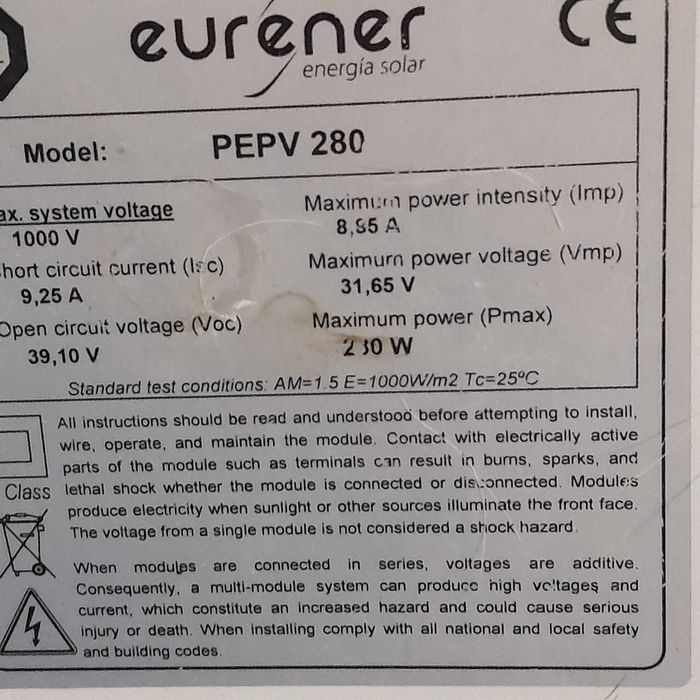 eurener
energía solar
CE
Model: PEPV 280
ax. system voltage Maximum power intensity (Imp)
1000 V 8,85 A
hort circuit current (Isc) Maximum power voltage (Vmp)
9,25 A 31,65 V
Open circuit voltage (Voc) Maximum power (Pmax)
39,10 V 280 W
Standard test conditions: AM=1.5 E=1000W/m2 Tc=25ºC
All instructions should be read and understood before attempting to install,
wire, operate, and maintain the module. Contact with electrically active
parts of the module such as terminals can result in burns, sparks, and
Class lethal shock whether the module is connected or disconnected. Modules
produce electricity when sunlight or other sources illuminate the front face.
The voltage from a single module is not considered a shock hazard.
When modules are connected in series, voltages are additive.
Consequently, a multi-module system can produce high voltages and
current, which constitute an increased hazard and could cause serious
injury or death. When installing comply with all national and local safety
and building codes.